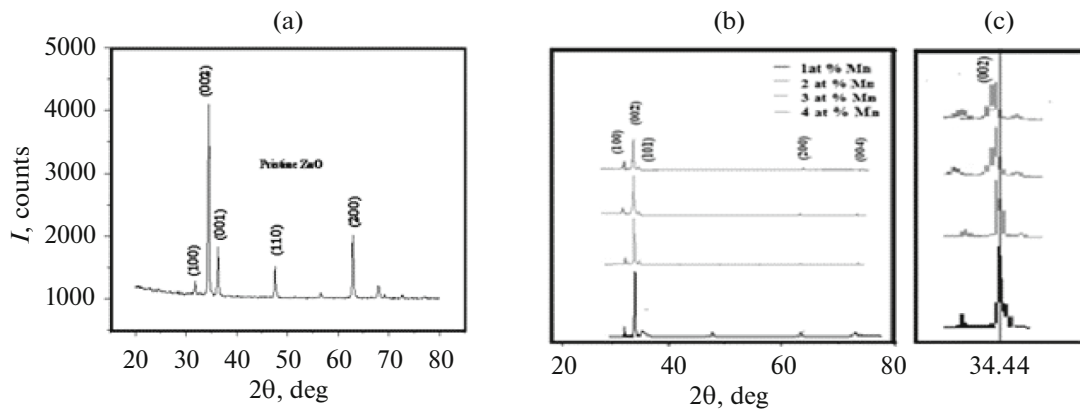 (a)
5000
4000
3000
2000
1000
I, counts
(002)
Pristine ZnO
(100)
(001)
(110)
(200)
20 30 40 50 60 70 80
2θ, deg
(b)
1at % Mn
2 at % Mn
3 at % Mn
4 at % Mn
(100)
(002)
(101)
(200)
(004)
20 40 60 80
2θ, deg
(c)
(002)
34.44